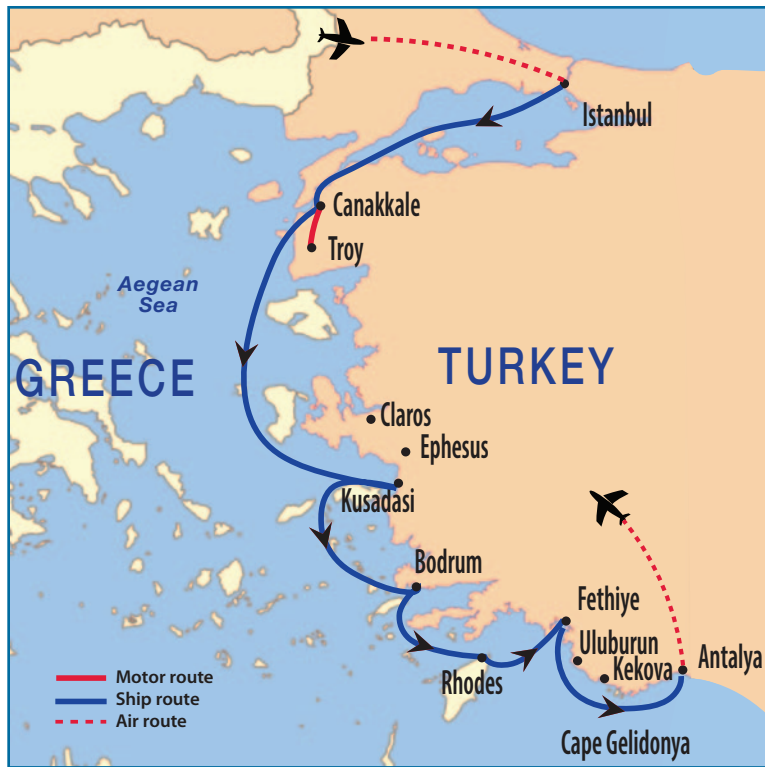 Istanbul
Canakkale
Troy
Aegean
Sea
GREECE
TURKEY
Claros
Ephesus
Kusadasi
Bodrum
Fethiye
Uluburun
Kekova
Antalya
Rhodes
Cape Gelidonya
Motor route
Ship route
Air route